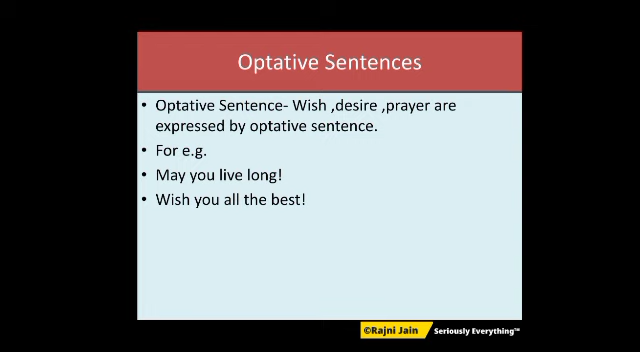 Optative Sentences
• Optative Sentence- Wish ,desire ,prayer are
expressed by optative sentence.
• For e.g.
• May you live long!
• Wish you all the best!
©Rajni Jain Seriously Everything™